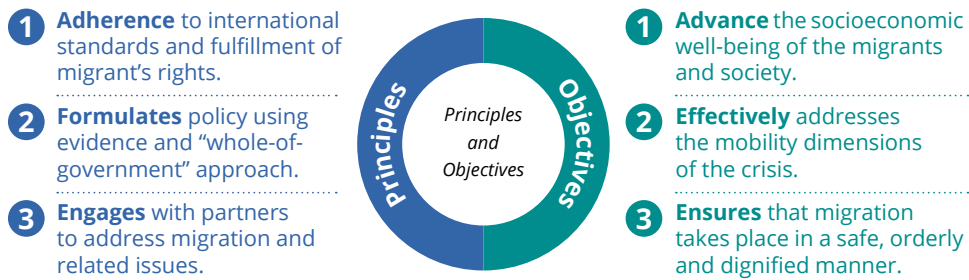 1 Adherence to international
standards and fulfillment of
migrant's rights.
2 Formulates policy using
evidence and “whole-of-
government” approach.
3 Engages with partners
to address migration and
related issues.
Principles
Principles
and
Objectives
Objectives
1 Advance the socioeconomic
well-being of the migrants
and society.
2 Effectively addresses
the mobility dimensions
of the crisis.
3 Ensures that migration
takes place in a safe, orderly
and dignified manner.